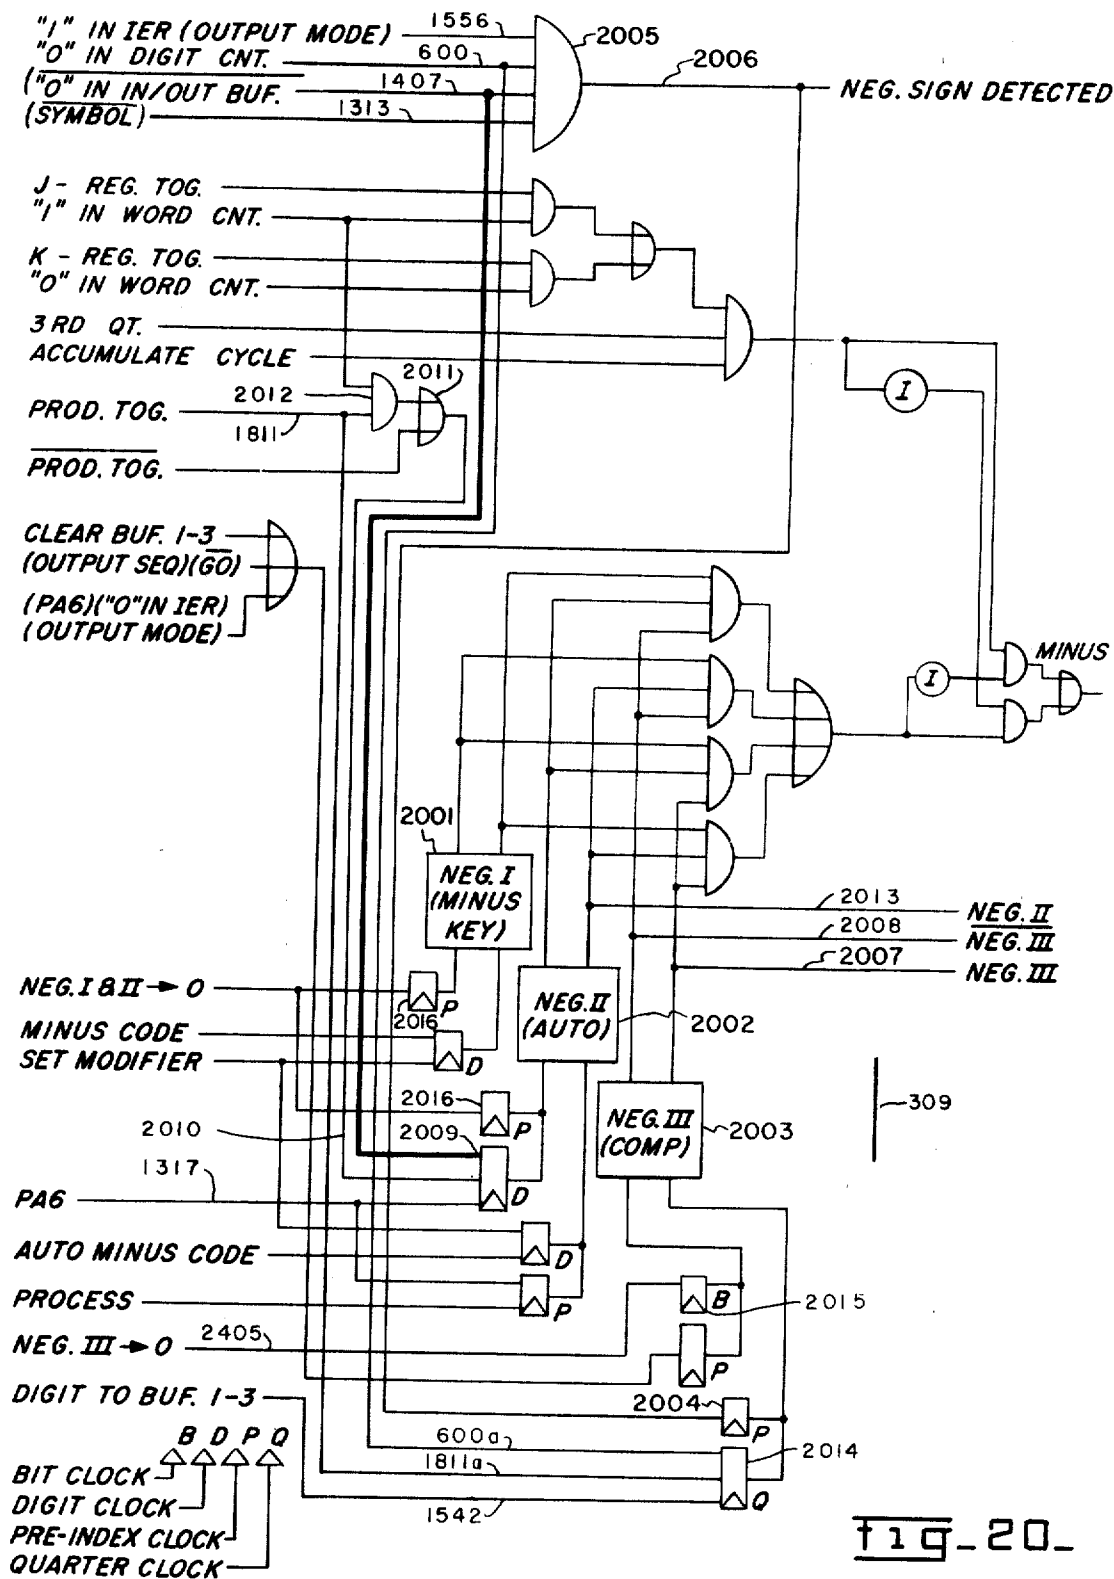 "1" IN IER (OUTPUT MODE) 1556
2005
"0" IN DIGIT CNT. 600
2006
("0" IN IN/OUT BUF. 1407
NEG. SIGN DETECTED
(SYMBOL) 1313
J - REG. TOG.
"1" IN WORD CNT.
K - REG. TOG.
"0" IN WORD CNT.
3 RD QT.
ACCUMULATE CYCLE
2011
2012
I
PROD. TOG.
1811
PROD. TOG.
CLEAR BUF. 1-3
(OUTPUT SEQ)(GO)
(PA6)("0" IN IER)
(OUTPUT MODE)
MINUS
I
2001
NEG. I
(MINUS
KEY)
2013
NEG. II
2008
NEG. III
2007
NEG. III
NEG. I & II → 0
P
2016
NEG. II
(AUTO)
2002
MINUS CODE
SET MODIFIER
D
2016
P
309
NEG. III
(COMP)
2003
2010
2009
1317
D
PA6
AUTO MINUS CODE
D
PROCESS
P
B
2015
NEG. III → 0 2405
P
DIGIT TO BUF. 1-3
2004
P
B D P Q
600a
2014
BIT CLOCK
1811a
DIGIT CLOCK
Q
1542
PRE-INDEX CLOCK
QUARTER CLOCK
fig_20_